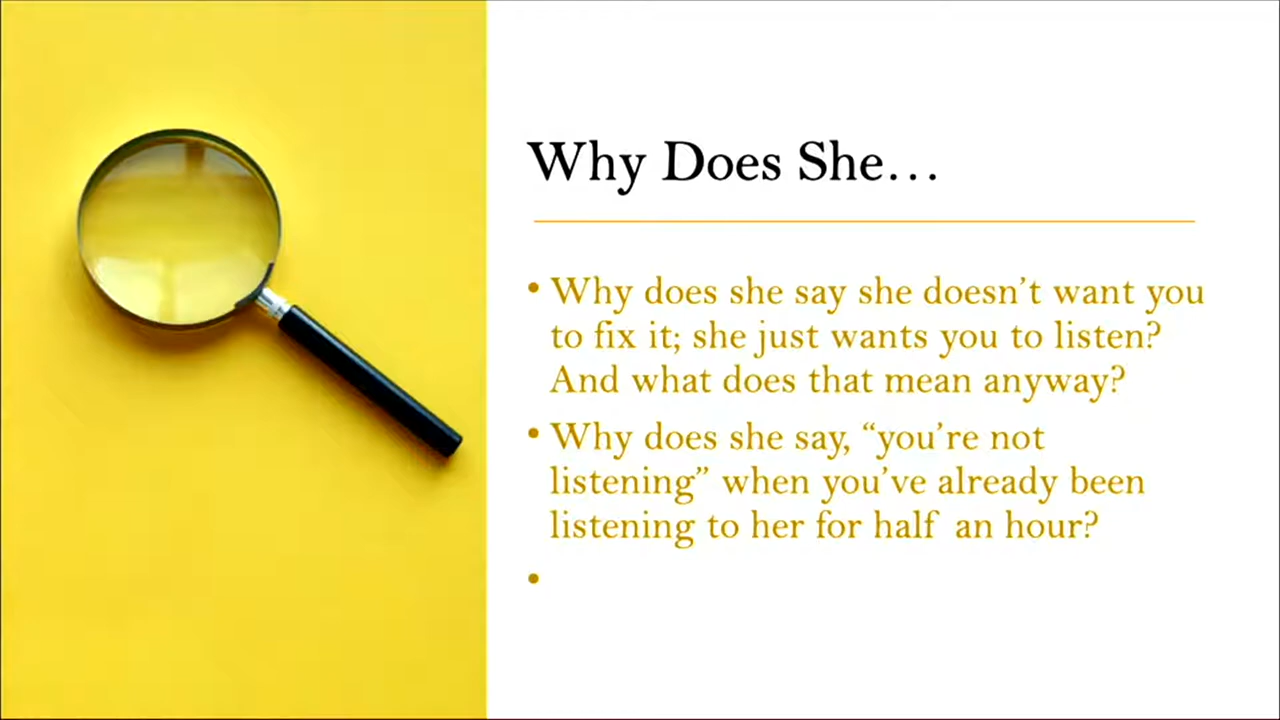 Why Does She…
• Why does she say she doesn’t want you
to fix it; she just wants you to listen?
And what does that mean anyway?
• Why does she say, “you’re not
listening” when you’ve already been
listening to her for half an hour?
•